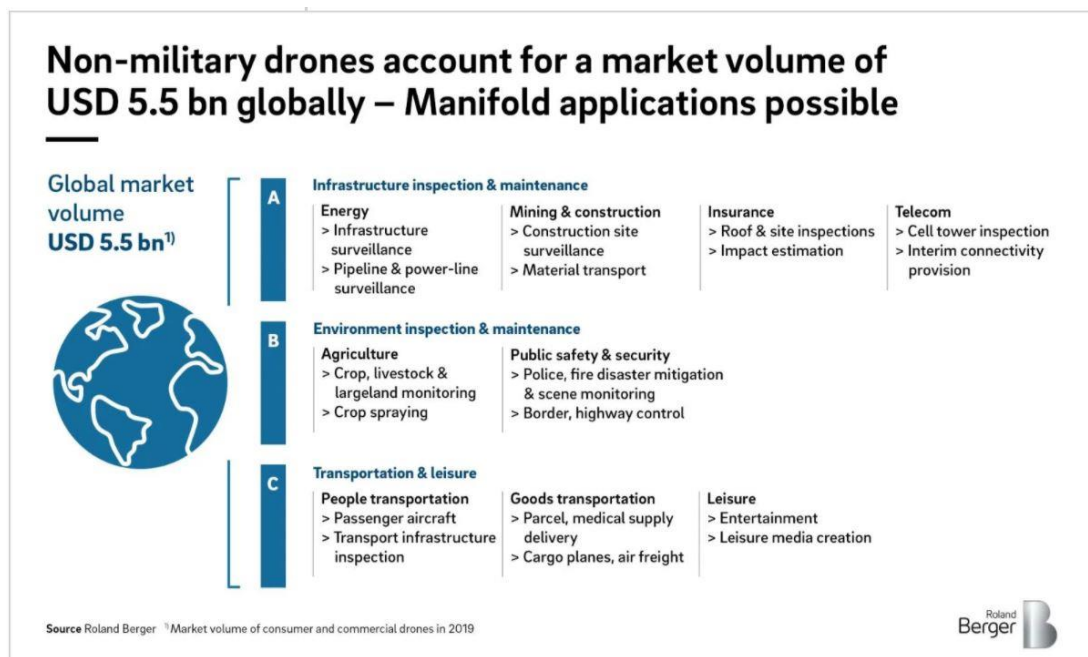 Non-military drones account for a market volume of
USD 5.5 bn globally – Manifold applications possible
Global market
volume
USD 5.5 bn¹⁾
A
Infrastructure inspection & maintenance
Energy
> Infrastructure
surveillance
> Pipeline & power-line
surveillance
Mining & construction
> Construction site
surveillance
> Material transport
Insurance
> Roof & site inspections
> Impact estimation
Telecom
> Cell tower inspection
> Interim connectivity
provision
B
Environment inspection & maintenance
Agriculture
> Crop, livestock &
largeland monitoring
> Crop spraying
Public safety & security
> Police, fire disaster mitigation
& scene monitoring
> Border, highway control
C
Transportation & leisure
People transportation
> Passenger aircraft
> Transport infrastructure
inspection
Goods transportation
> Parcel, medical supply
delivery
> Cargo planes, air freight
Leisure
> Entertainment
> Leisure media creation
Source Roland Berger ¹⁾Market volume of consumer and commercial drones in 2019
Roland
Berger
B